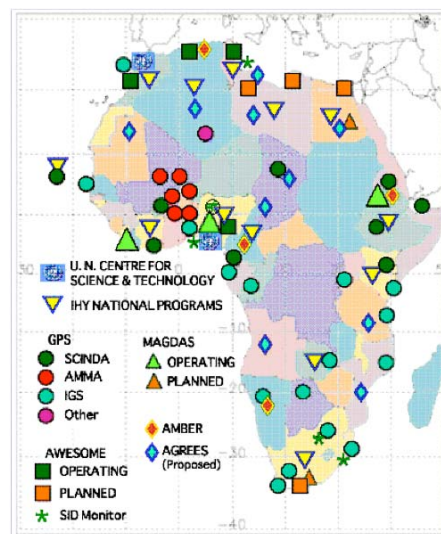 U. N. CENTRE FOR
SCIENCE & TECHNOLOGY
IHY NATIONAL PROGRAMS
GPS
SCINDA
AMMA
IGS
Other
MAGDAS
OPERATING
PLANNED
AMBER
AGREES
(Proposed)
AWESOME
OPERATING
PLANNED
SID Monitor
-10
-20
-30
-40